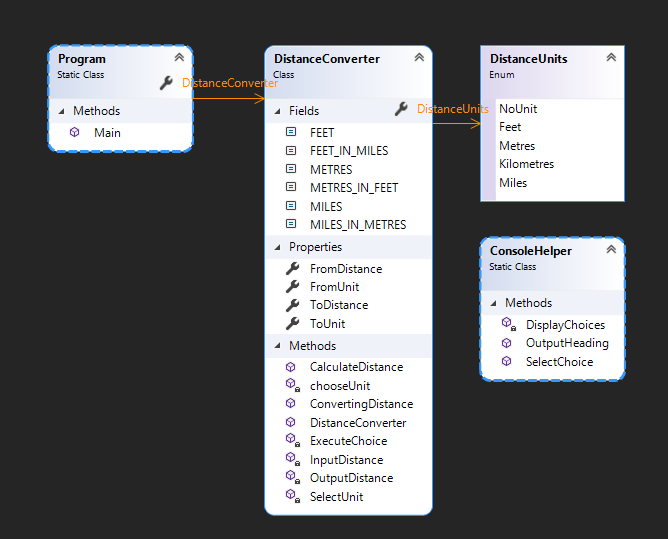 Program
Static Class
DistanceConverter
Methods
Main
DistanceConverter
Class
DistanceUnits
Fields
FEET
FEET_IN_MILES
METRES
METRES_IN_FEET
MILES
MILES_IN_METRES
Properties
FromDistance
FromUnit
ToDistance
ToUnit
Methods
CalculateDistance
chooseUnit
ConvertingDistance
DistanceConverter
ExecuteChoice
InputDistance
OutputDistance
SelectUnit
DistanceUnits
Enum
NoUnit
Feet
Metres
Kilometres
Miles
ConsoleHelper
Static Class
Methods
DisplayChoices
OutputHeading
SelectChoice